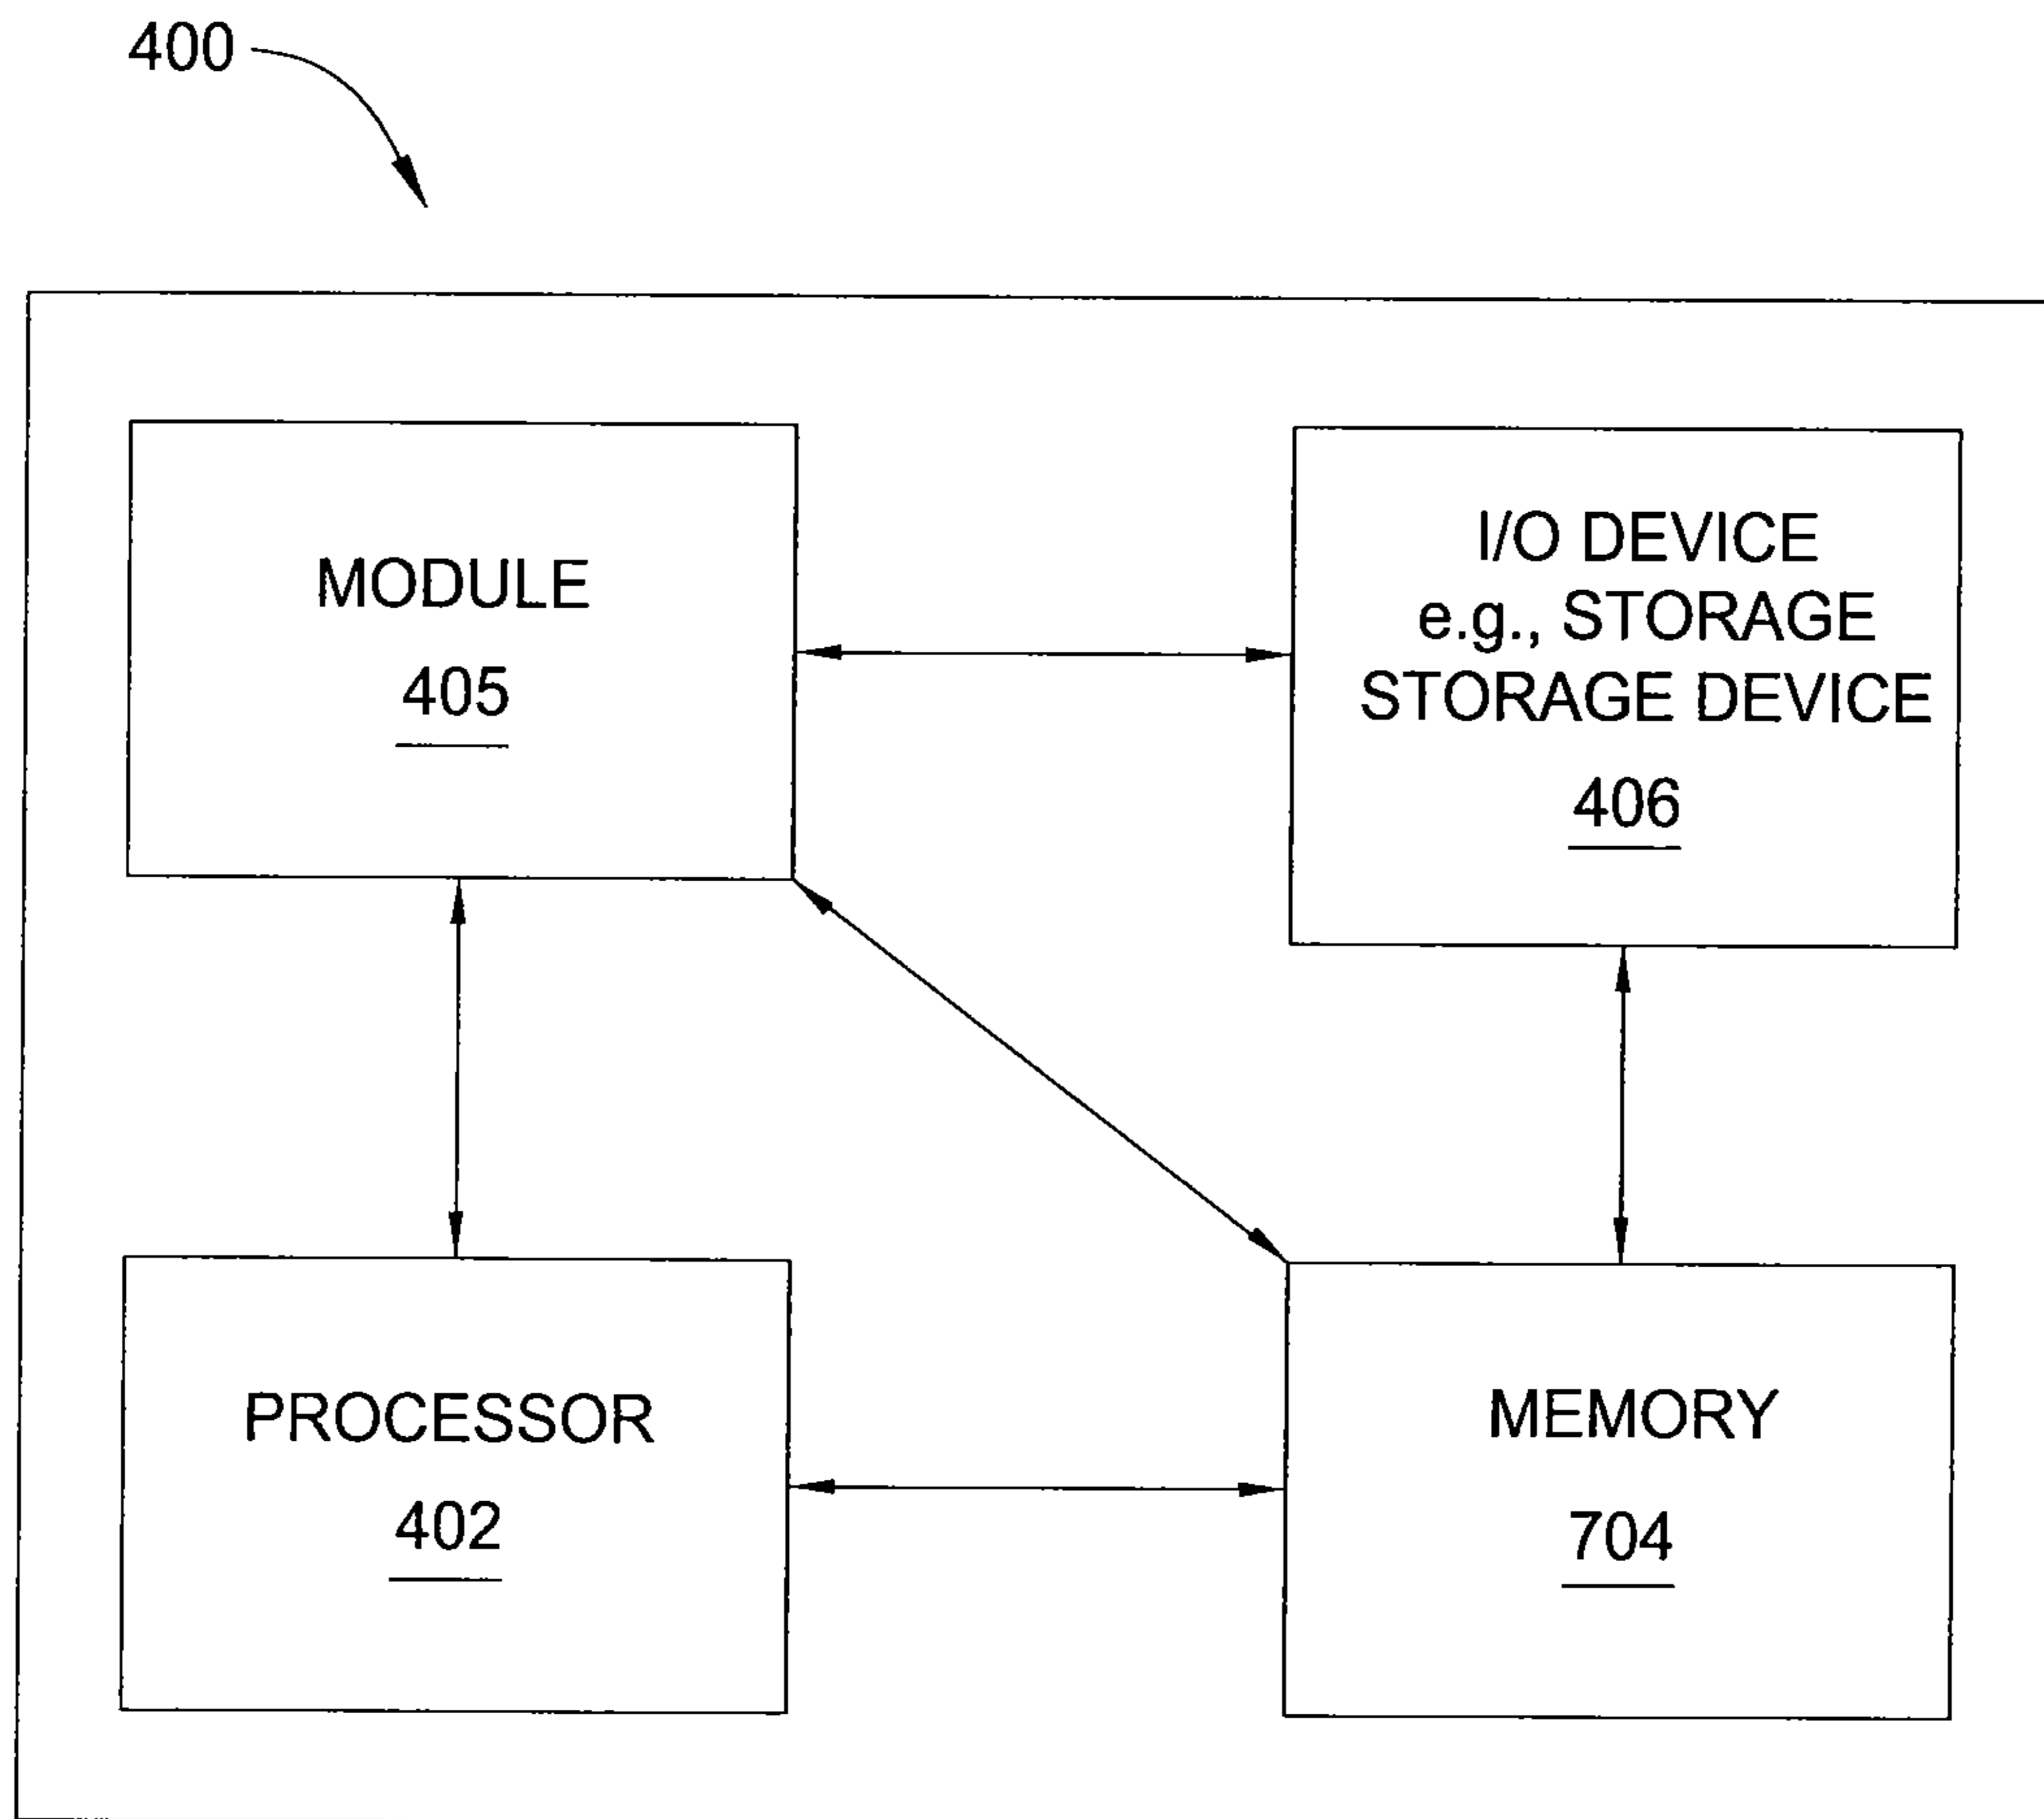 400
MODULE
405
I/O DEVICE
e.g., STORAGE
STORAGE DEVICE
406
PROCESSOR
402
MEMORY
704